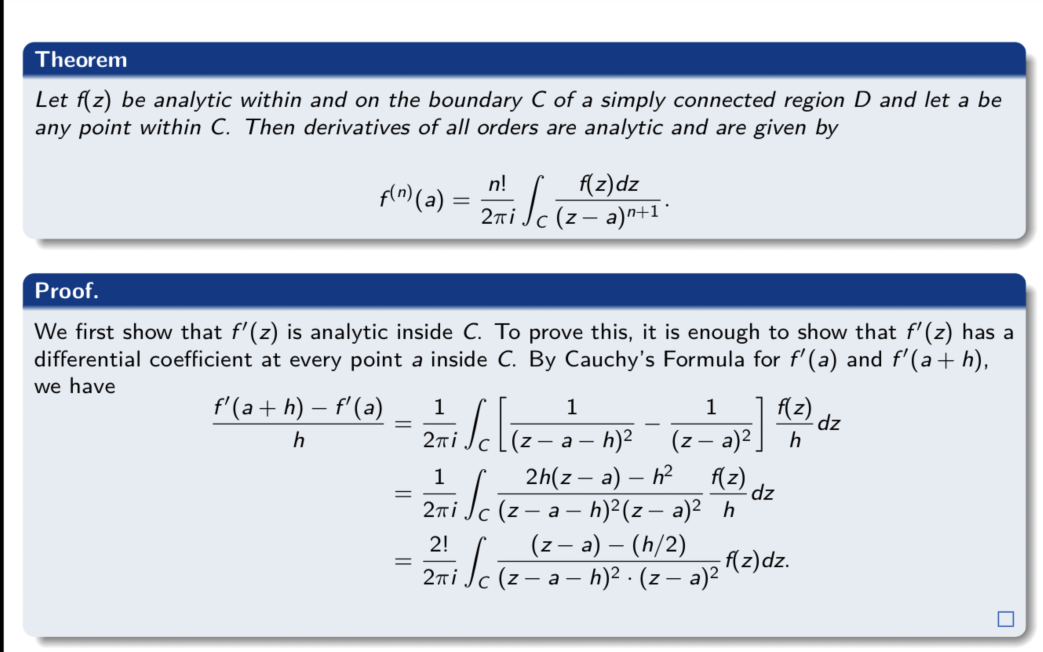 Theorem
Let f(z) be analytic within and on the boundary C of a simply connected region D and let a be
any point within C. Then derivatives of all orders are analytic and are given by
f^{(n)}(a) = \frac{n!}{2\pi i} \int_C \frac{f(z)dz}{(z-a)^{n+1}}.
Proof.
We first show that f′(z) is analytic inside C. To prove this, it is enough to show that f′(z) has a
differential coefficient at every point a inside C. By Cauchy's Formula for f′(a) and f′(a + h),
we have
\frac{f'(a+h) - f'(a)}{h} = \frac{1}{2\pi i} \int_C \left[ \frac{1}{(z-a-h)^2} - \frac{1}{(z-a)^2} \right] \frac{f(z)}{h} dz
= \frac{1}{2\pi i} \int_C \frac{2h(z-a) - h^2}{(z-a-h)^2(z-a)^2} \frac{f(z)}{h} dz
= \frac{2!}{2\pi i} \int_C \frac{(z-a) - (h/2)}{(z-a-h)^2 \cdot (z-a)^2} f(z)dz.
□